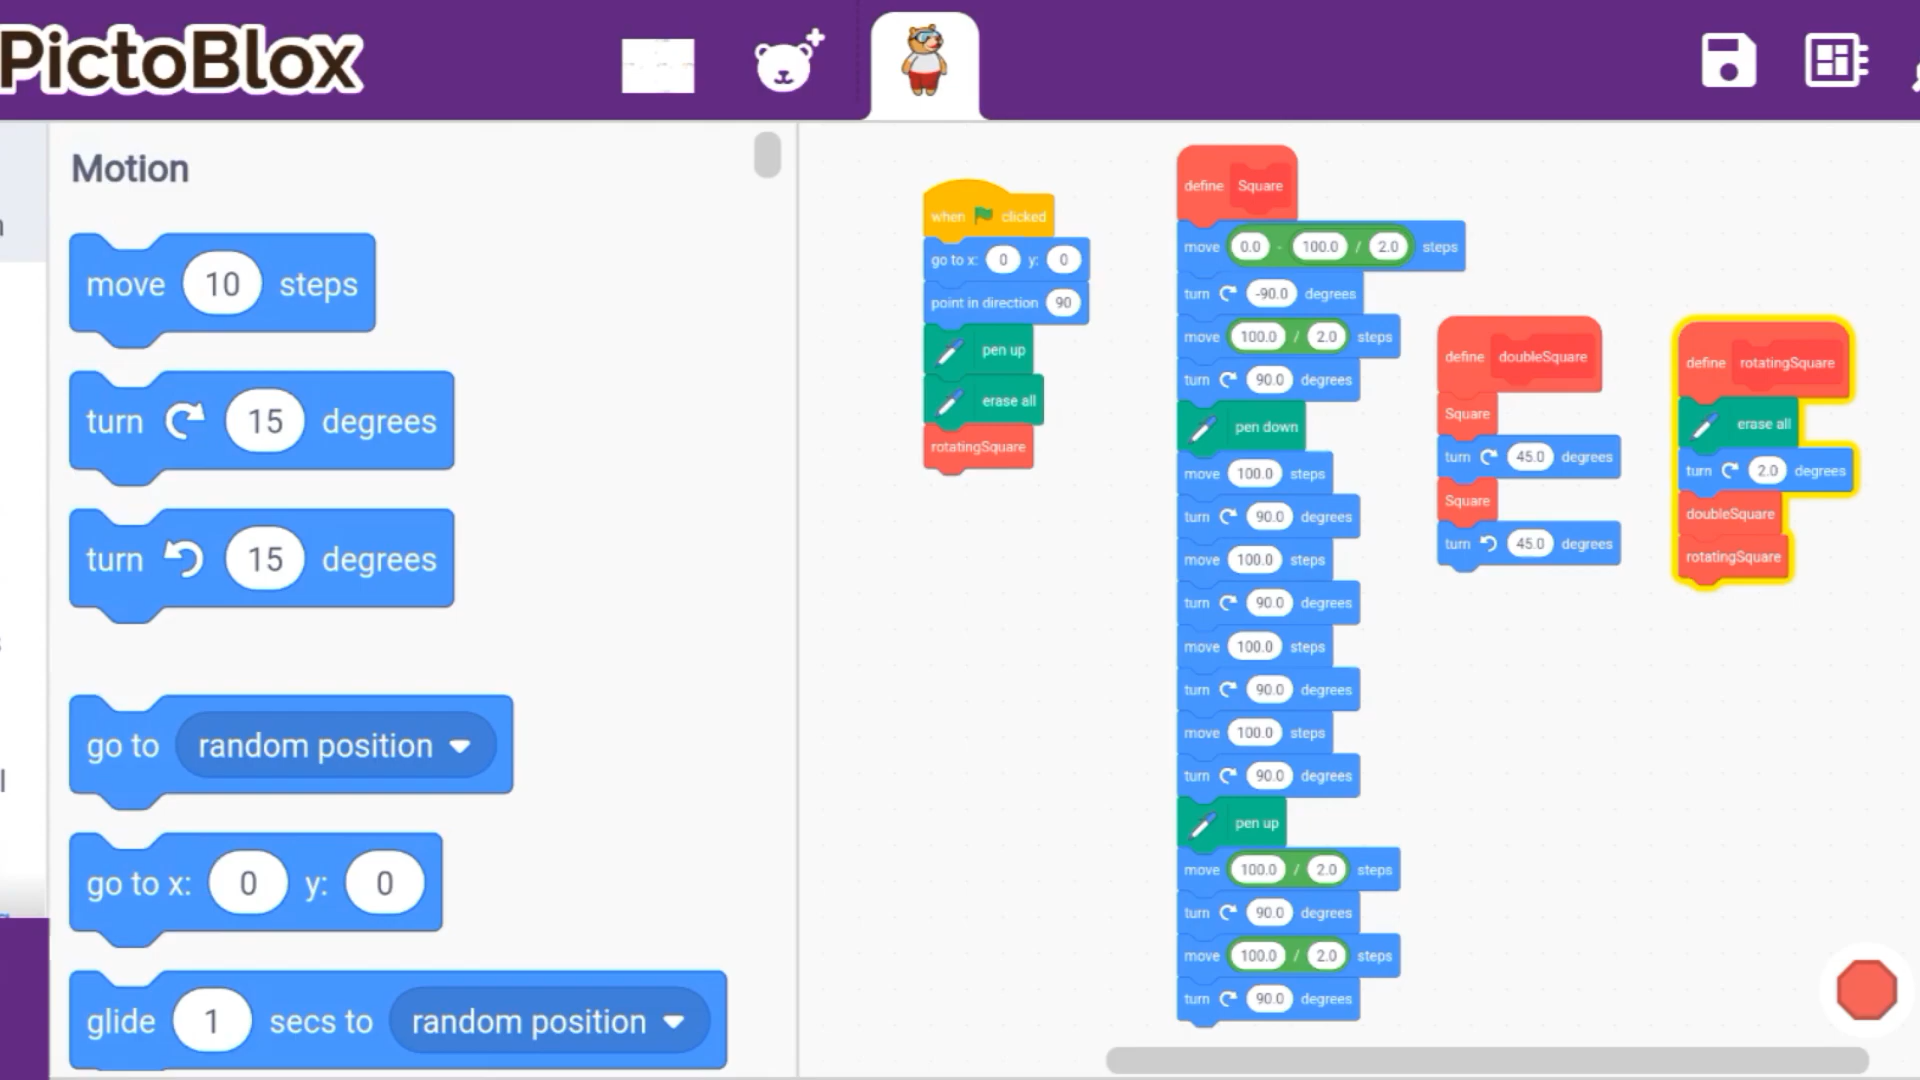 PictoBlox
Motion
move 10 steps
turn 15 degrees
turn 15 degrees
go to random position
go to x: 0 y: 0
glide 1 secs to random position
when clicked
go to x: 0 y: 0
point in direction 90
pen up
erase all
rotatingSquare
define Square
move 0.0 - 100.0 / 2.0 steps
turn -90.0 degrees
move 100.0 / 2.0 steps
turn 90.0 degrees
pen down
move 100.0 steps
turn 90.0 degrees
move 100.0 steps
turn 90.0 degrees
move 100.0 steps
turn 90.0 degrees
move 100.0 steps
turn 90.0 degrees
pen up
move 100.0 / 2.0 steps
turn 90.0 degrees
move 100.0 / 2.0 steps
turn 90.0 degrees
define doubleSquare
Square
turn 45.0 degrees
Square
turn 45.0 degrees
define rotatingSquare
erase all
turn 2.0 degrees
doubleSquare
rotatingSquare